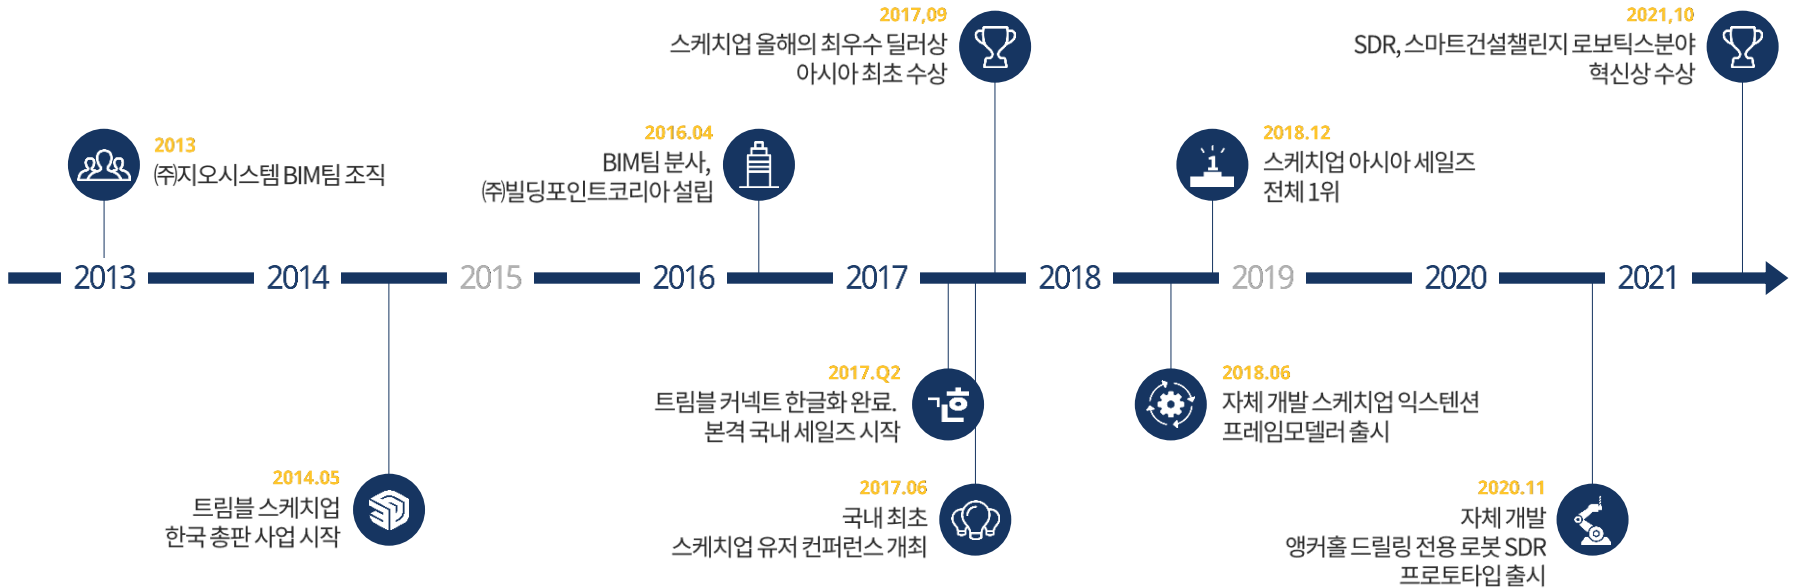 2017,09
스케치업 올해의 최우수 딜러상
아시아 최초 수상
2021,10
SDR, 스마트건설챌린지 로보틱스분야
혁신상 수상
2013
㈜지오시스템 BIM팀 조직
2016.04
BIM팀 분사,
㈜빌딩포인트코리아 설립
2018.12
스케치업 아시아 세일즈
전체 1위
1
2013 2014 2015 2016 2017 2018 2019 2020 2021
2017.Q2
트림블 커넥트 한글화 완료.
본격 국내 세일즈 시작
2018.06
자체 개발 스케치업 익스텐션
프레임모델러 출시
2014.05
트림블 스케치업
한국 총판 사업 시작
2017.06
국내 최초
스케치업 유저 컨퍼런스 개최
2020.11
자체 개발
앵커홀 드릴링 전용 로봇 SDR
프로토타입 출시